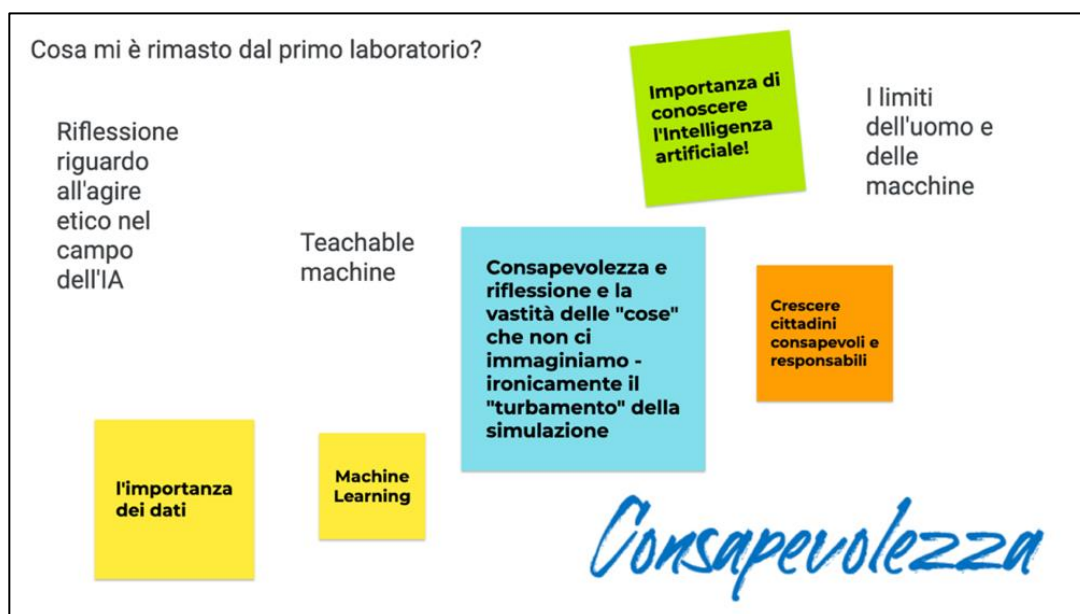 Cosa mi è rimasto dal primo laboratorio?
Riflessione
riguardo
all'agire
etico nel
campo
dell'IA
Teachable
machine
Importanza di
conoscere
l'Intelligenza
artificiale!
I limiti
dell'uomo e
delle
macchine
Consapevolezza e
riflessione e la
vastità delle "cose"
che non ci
immaginiamo -
ironicamente il
"turbamento" della
simulazione
Crescere
cittadini
consapevoli e
responsabili
l'importanza
dei dati
Machine
Learning
Consapevolezza